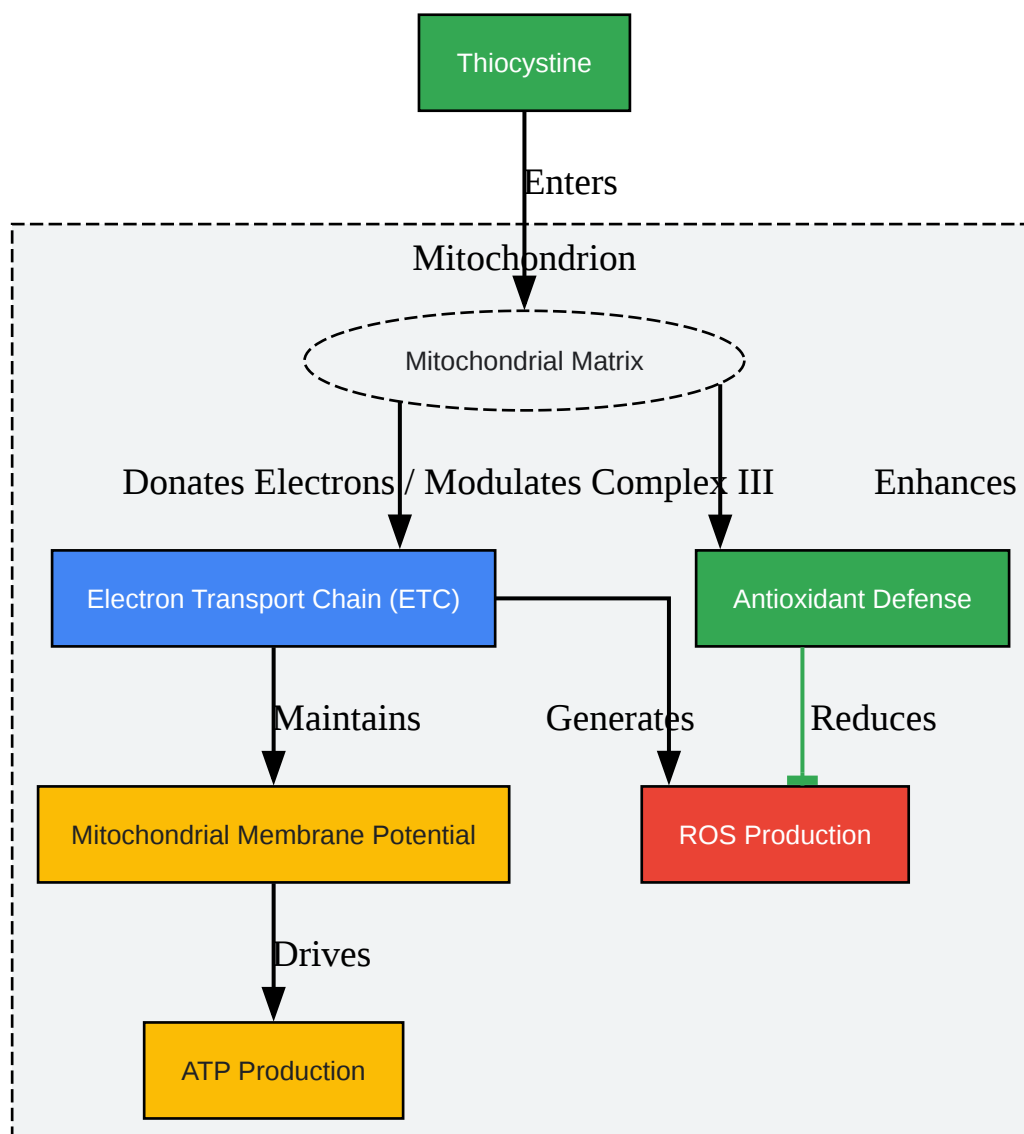 Thiocystine
Enters
Mitochondrion
Mitochondrial Matrix
Donates Electrons / Modulates Complex III
Enhances
Electron Transport Chain (ETC)
Antioxidant Defense
Maintains
Generates
Reduces
Mitochondrial Membrane Potential
ROS Production
Drives
ATP Production